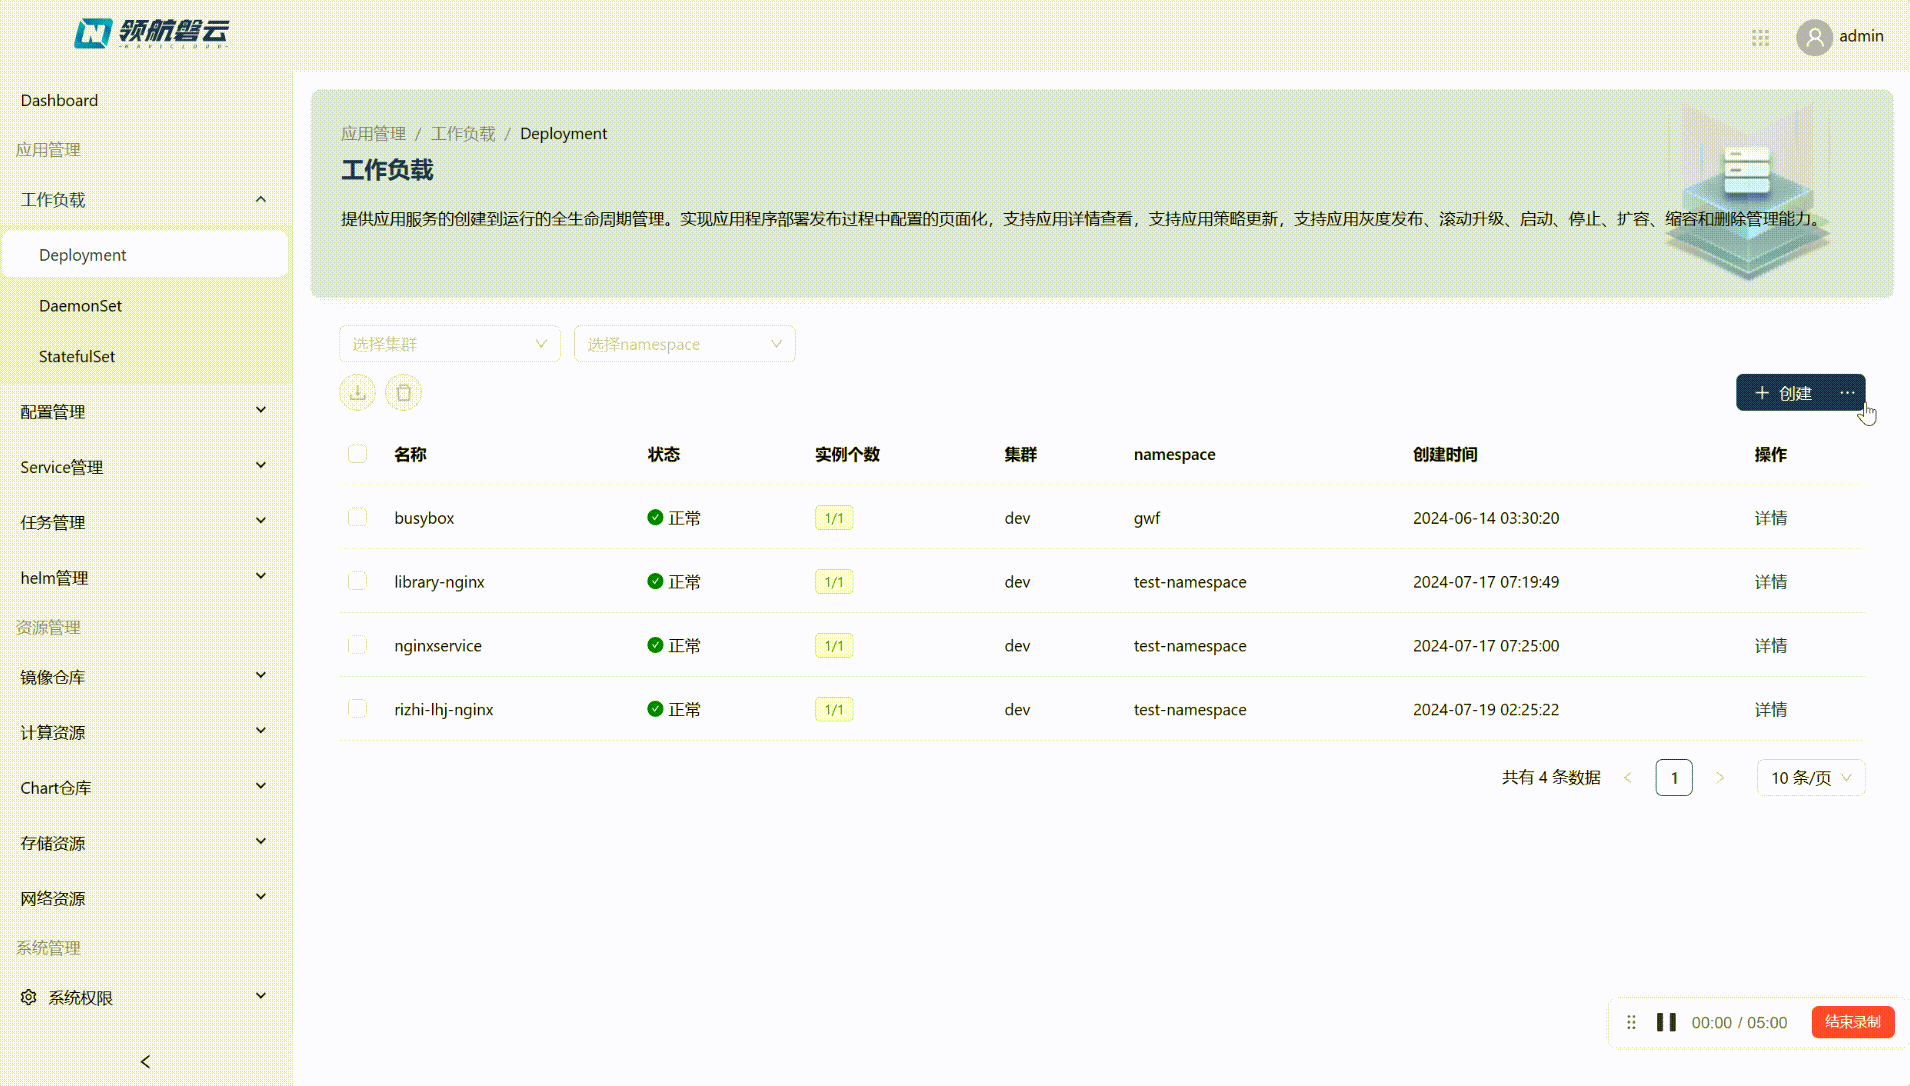 领航磐云
NAVICLOUD
admin
Dashboard
应用管理
工作负载
Deployment
DaemonSet
StatefulSet
配置管理
Service管理
任务管理
helm管理
资源管理
镜像仓库
计算资源
Chart仓库
存储资源
网络资源
系统管理
系统权限
应用管理 / 工作负载 / Deployment
工作负载
提供应用服务的创建到运行的全生命周期管理。实现应用程序部署发布过程中配置的页面化，支持应用详情查看，支持应用策略更新，支持应用灰度发布、滚动升级、启动、停止、扩容、缩容和删除管理能力。
选择集群 选择namespace
创建 ···
名称 状态 实例个数 集群 namespace 创建时间 操作
busybox 正常 1/1 dev gwf 2024-06-14 03:30:20 详情
library-nginx 正常 1/1 dev test-namespace 2024-07-17 07:19:49 详情
nginxservice 正常 1/1 dev test-namespace 2024-07-17 07:25:00 详情
rizhi-lhj-nginx 正常 1/1 dev test-namespace 2024-07-19 02:25:22 详情
共有 4 条数据 < 1 > 10 条/页
00:00 / 05:00 结束录制